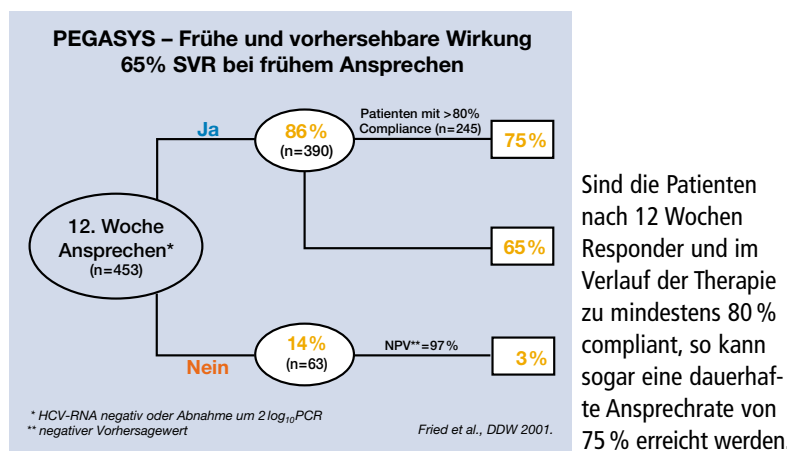 PEGASYS – Frühe und vorhersehbare Wirkung
65% SVR bei frühem Ansprechen
Ja
86%
(n=390)
Patienten mit >80%
Compliance (n=245)
75%
12. Woche
Ansprechen*
(n=453)
65%
Nein
14%
(n=63)
NPV**=97%
3%
* HCV-RNA negativ oder Abnahme um 2 log10PCR
** negativer Vorhersagewert
Fried et al., DDW 2001.
Sind die Patienten
nach 12 Wochen
Responder und im
Verlauf der Therapie
zu mindestens 80 %
compliant, so kann
sogar eine dauerhaf-
te Ansprechrate von
75 % erreicht werden.